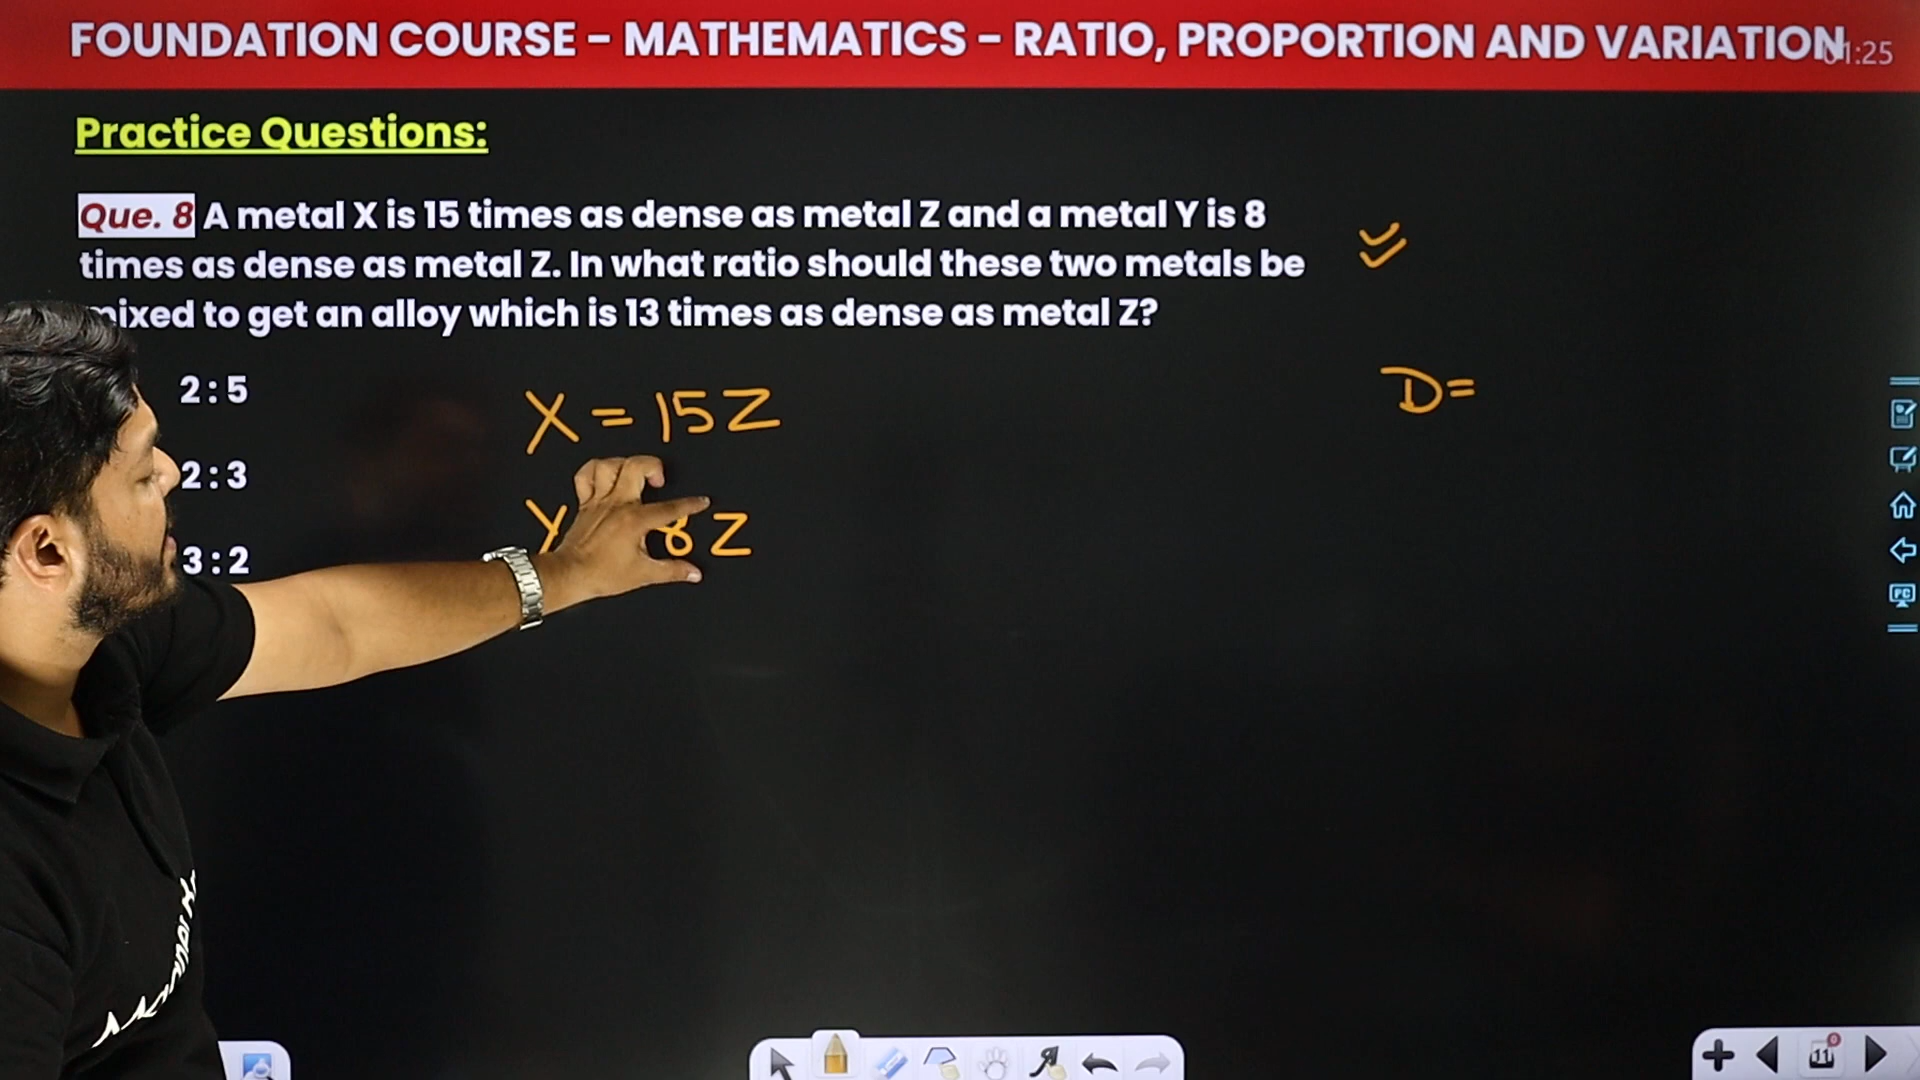 FOUNDATION COURSE - MATHEMATICS - RATIO, PROPORTION AND VARIATION
:25
Practice Questions:
Que. 8 A metal X is 15 times as dense as metal Z and a metal Y is 8
times as dense as metal Z. In what ratio should these two metals be
mixed to get an alloy which is 13 times as dense as metal Z?
2 : 5
2 : 3
3 : 2
X = 15Z
Y 8Z
D =
PC
11